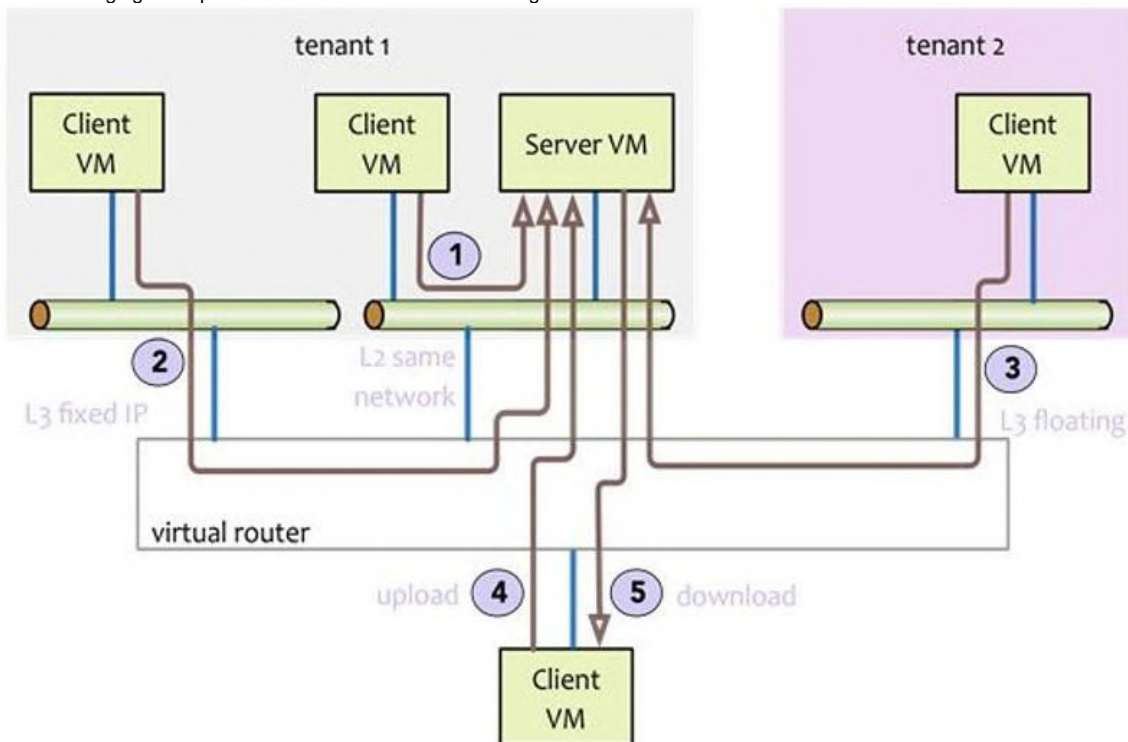 tenant 1
tenant 2
Client
VM
Client
VM
Server VM
Client
VM
1
2
L3 fixed IP
L2 same
network
3
L3 floating
virtual router
upload
4
5
download
Client
VM